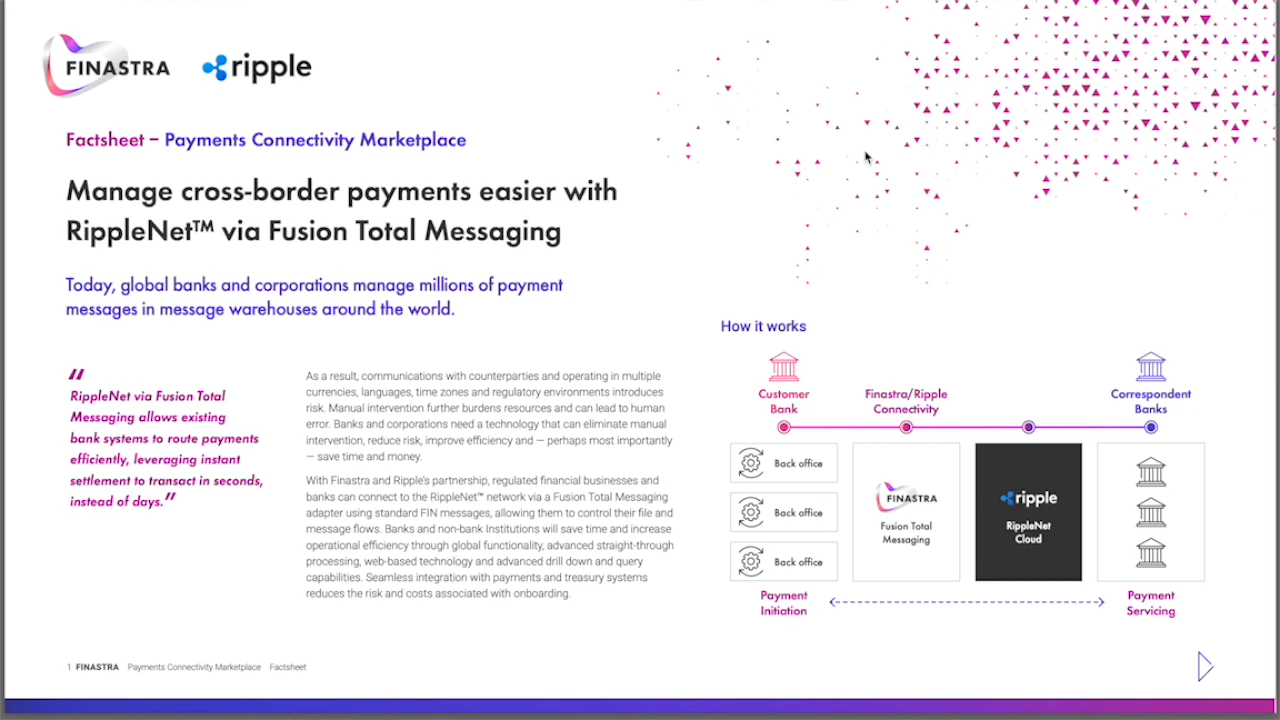 FINASTRA
ripple
Factsheet – Payments Connectivity Marketplace
Manage cross-border payments easier with
RippleNet™ via Fusion Total Messaging
Today, global banks and corporations manage millions of payment
messages in message warehouses around the world.
“
RippleNet via Fusion Total
Messaging allows existing
bank systems to route payments
efficiently, leveraging instant
settlement to transact in seconds,
instead of days.”
As a result, communications with counterparties and operating in multiple
currencies, languages, time zones and regulatory environments introduces
risk. Manual intervention further burdens resources and can lead to human
error. Banks and corporations need a technology that can eliminate manual
intervention, reduce risk, improve efficiency and — perhaps most importantly
— save time and money.
With Finastra and Ripple’s partnership, regulated financial businesses and
banks can connect to the RippleNet™ network via a Fusion Total Messaging
adapter using standard FIN messages, allowing them to control their file and
message flows. Banks and non-bank Institutions will save time and increase
operational efficiency through global functionality, advanced straight-through
processing, web-based technology and advanced drill down and query
capabilities. Seamless integration with payments and treasury systems
reduces the risk and costs associated with onboarding.
How it works
Customer
Bank
Finastra/Ripple
Connectivity
Correspondent
Banks
Back office
Back office
Back office
FINASTRA
Fusion Total
Messaging
ripple
RippleNet
Cloud
Payment
Initiation
Payment
Servicing
1 FINASTRA Payments Connectivity Marketplace Factsheet